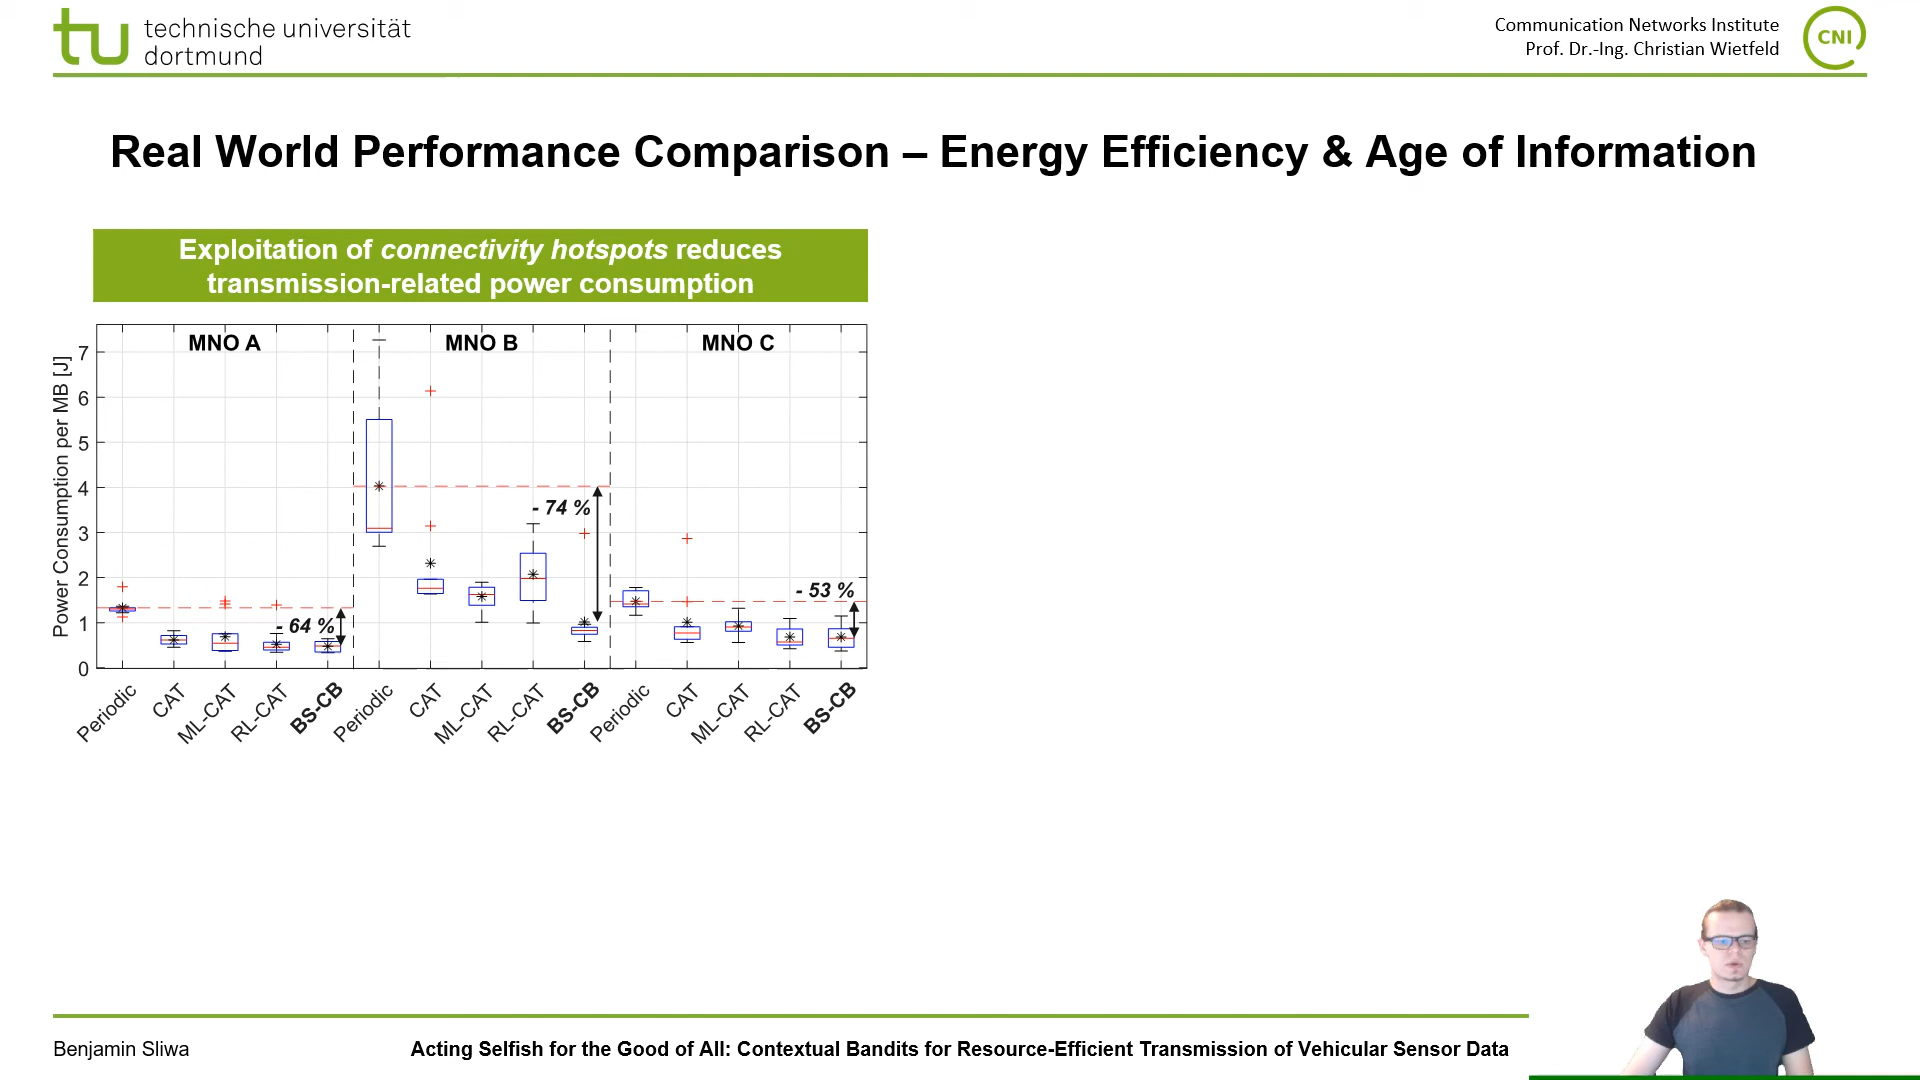 technische universität
dortmund
Communication Networks Institute
Prof. Dr.-Ing. Christian Wietfeld
CNI
Real World Performance Comparison – Energy Efficiency & Age of Information
Exploitation of connectivity hotspots reduces
transmission-related power consumption
Power Consumption per MB [J]
MNO A
MNO B
MNO C
7
6
5
4
3
2
1
0
- 64 %
- 74 %
- 53 %
Periodic
CAT
ML-CAT
RL-CAT
BS-CB
Periodic
CAT
ML-CAT
RL-CAT
BS-CB
Periodic
CAT
ML-CAT
RL-CAT
BS-CB
Benjamin Sliwa
Acting Selfish for the Good of All: Contextual Bandits for Resource-Efficient Transmission of Vehicular Sensor Data